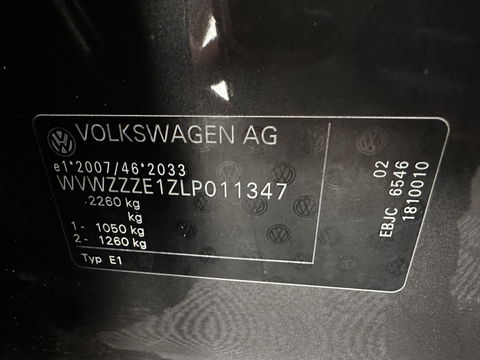 VOLKSWAGEN AG
e1*2007/46*2033
WVWZZZE1ZLP011347
2260 kg
kg
1- 1050 kg
2- 1260 kg
Typ E1
02
EBJC 6546
1810010